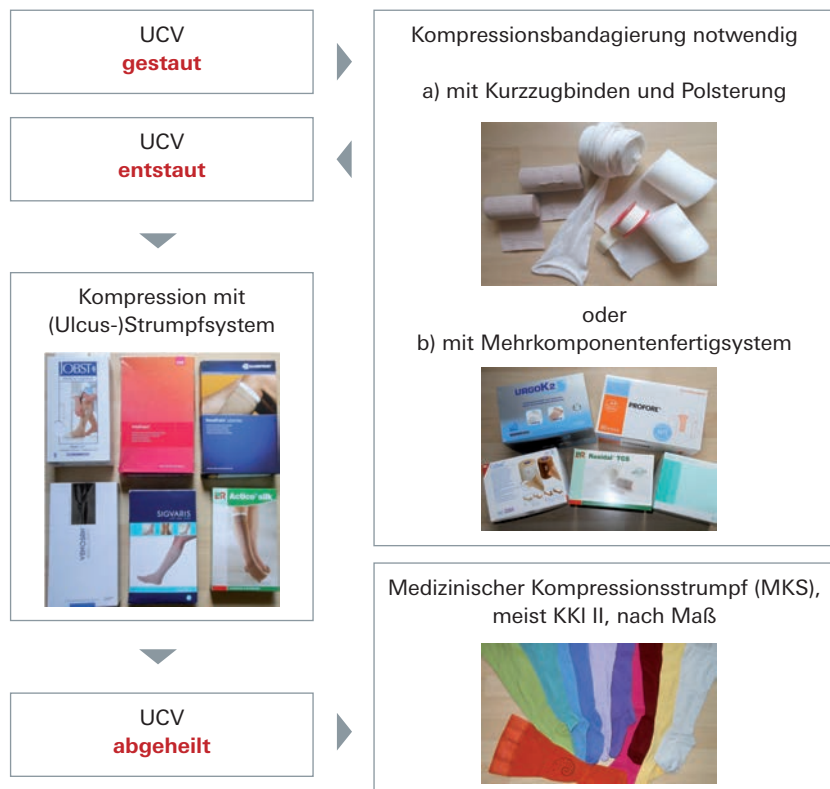 UCV
gestaut
Kompressionsbandagierung notwendig
a) mit Kurzzugbinden und Polsterung
UCV
entstaut
oder
b) mit Mehrkomponentenfertigsystem
URGOK2
PROFORE
Rosidal TCS
Kompression mit
(Ulcus-)Strumpfsystem
JOBST
SIGVARIS
Actico silk
Medizinischer Kompressionsstrumpf (MKS),
meist KKl II, nach Maß
UCV
abgeheilt